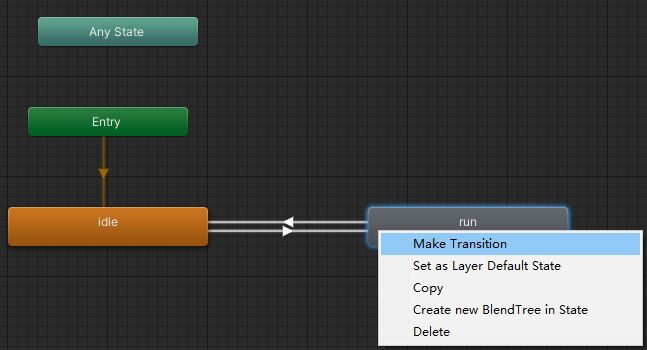 Any State
Entry
idle
run
Make Transition
Set as Layer Default State
Copy
Create new BlendTree in State
Delete